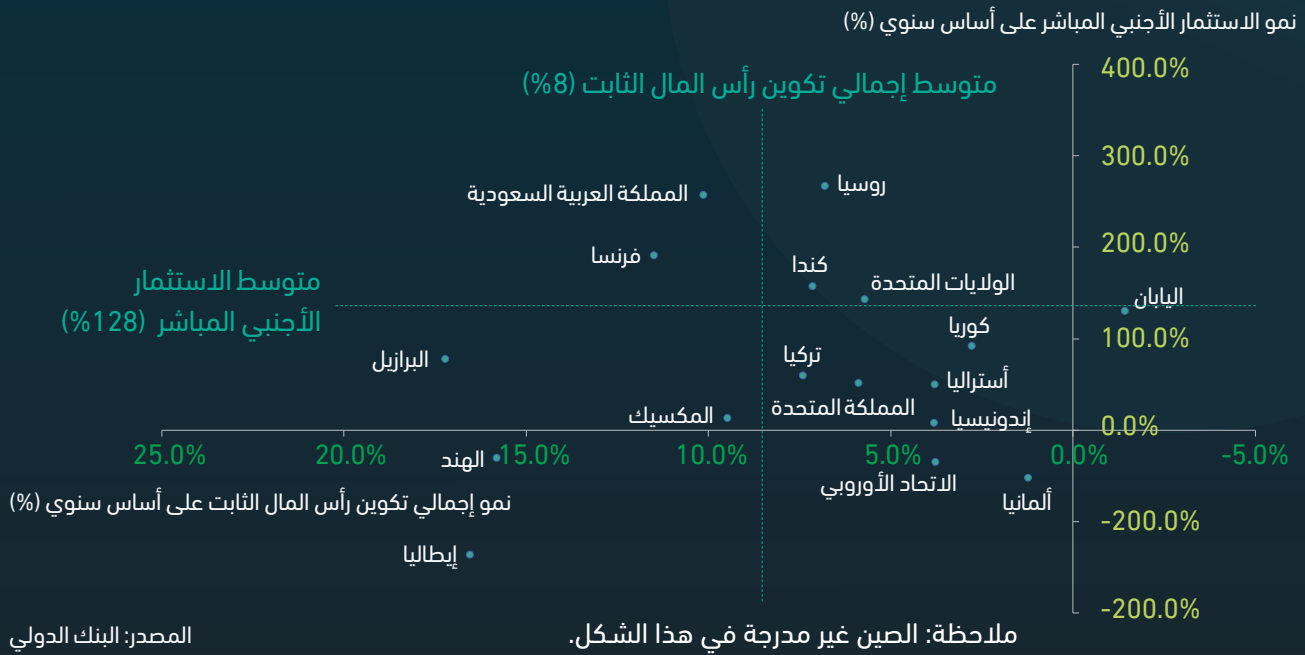 نمو الاستثمار الأجنبي المباشر على أساس سنوي (%)
400.0%
متوسط إجمالي تكوين رأس المال الثابت (8%)
300.0%
روسيا
المملكة العربية السعودية
200.0%
فرنسا
كندا
الولايات المتحدة
متوسط الاستثمار
الأجنبي المباشر (128%)
اليابان
كوريا
100.0%
تركيا
البرازيل
أستراليا
المملكة المتحدة
المكسيك
إندونيسيا
0.0%
-5.0% 0.0% 5.0% 10.0% 15.0% 20.0% 25.0%
الهند
الاتحاد الأوروبي
ألمانيا
نمو إجمالي تكوين رأس المال الثابت على أساس سنوي (%)
-200.0%
إيطاليا
-200.0%
ملاحظة: الصين غير مدرجة في هذا الشكل.
المصدر: البنك الدولي